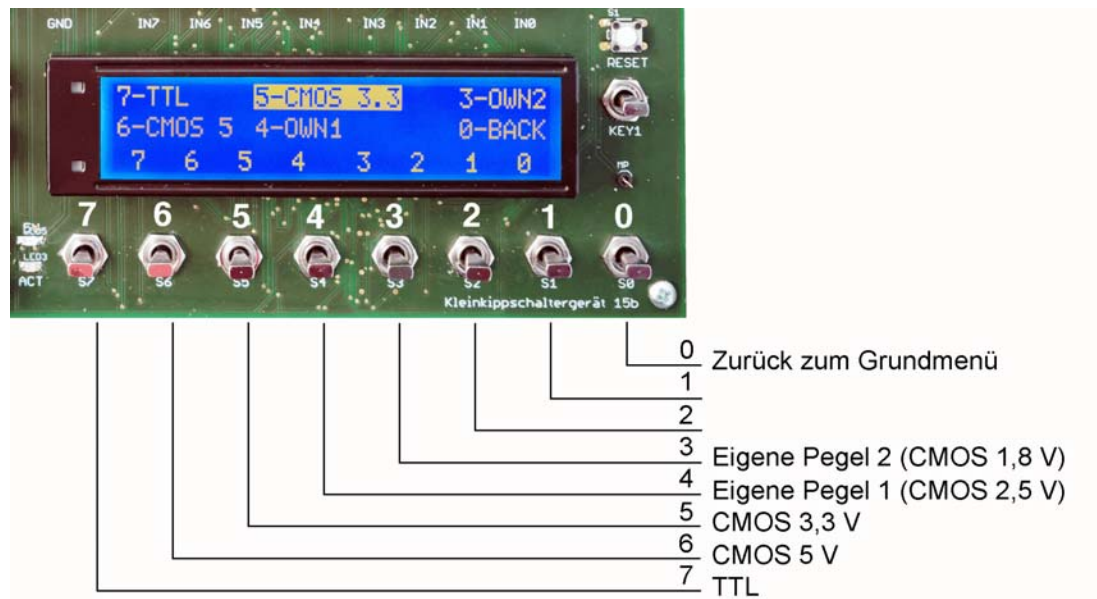 GND IN7 IN6 IN5 IN4 IN3 IN2 IN1 IN0
S1
RESET
7-TTL 5-CMOS 3.3 3-OWN2
6-CMOS 5 4-OWN1 0-BACK
7 6 5 4 3 2 1 0
KEY1
MP
7 6 5 4 3 2 1 0
LED3
ACT
S7 S6 S5 S4 S3 S2 S1 S0
Kleinkippschaltergerät 15b
0 Zurück zum Grundmenü
1
2
3 Eigene Pegel 2 (CMOS 1,8 V)
4 Eigene Pegel 1 (CMOS 2,5 V)
5 CMOS 3,3 V
6 CMOS 5 V
7 TTL